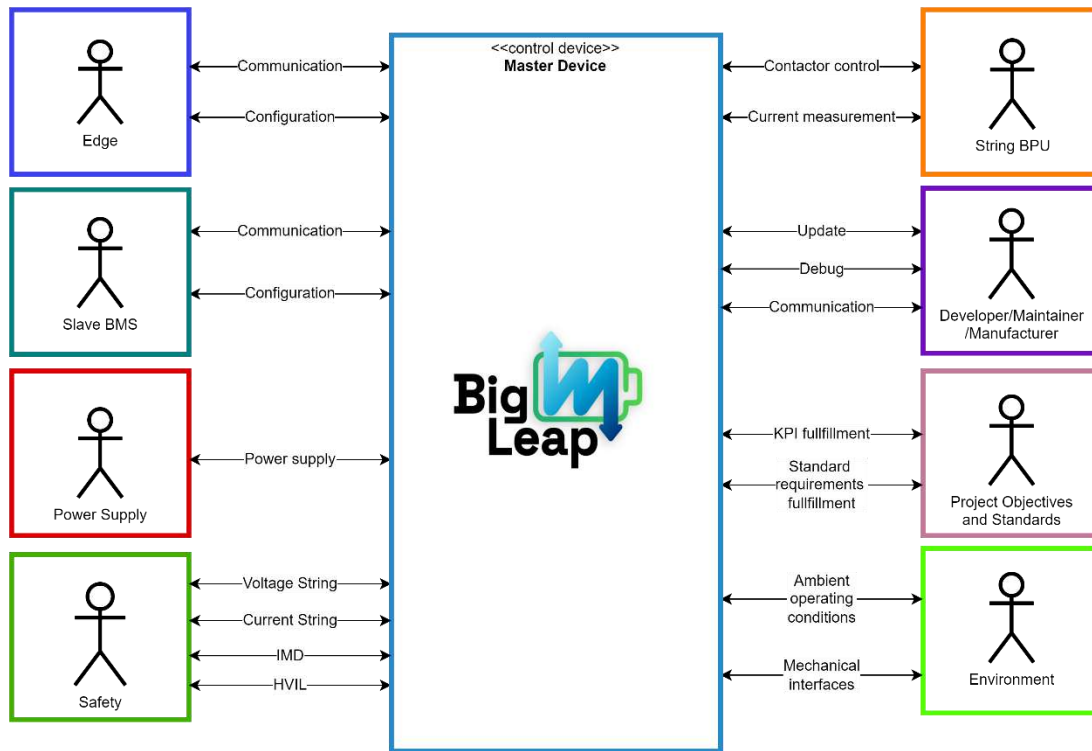 <<control device>>
Master Device
Communication
Configuration
Edge
Communication
Configuration
Slave BMS
Power supply
Power Supply
Voltage String
Current String
IMD
HVIL
Safety
Big
Leap
Contactor control
Current measurement
String BPU
Update
Debug
Communication
Developer/Maintainer
/Manufacturer
KPI fullfillment
Standard
requirements
fullfillment
Project Objectives
and Standards
Ambient
operating
conditions
Mechanical
interfaces
Environment